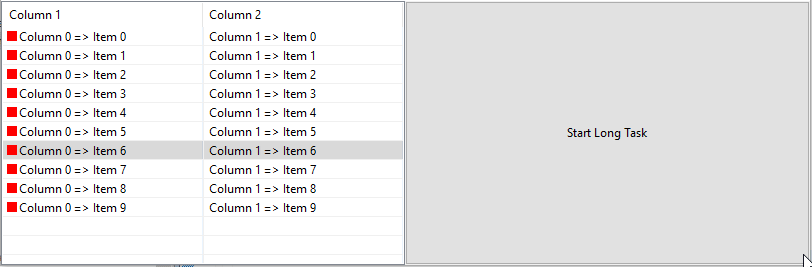 Column 1 Column 2
Column 0 => Item 0 Column 1 => Item 0
Column 0 => Item 1 Column 1 => Item 1
Column 0 => Item 2 Column 1 => Item 2
Column 0 => Item 3 Column 1 => Item 3
Column 0 => Item 4 Column 1 => Item 4
Column 0 => Item 5 Column 1 => Item 5
Column 0 => Item 6 Column 1 => Item 6
Column 0 => Item 7 Column 1 => Item 7
Column 0 => Item 8 Column 1 => Item 8
Column 0 => Item 9 Column 1 => Item 9
Start Long Task